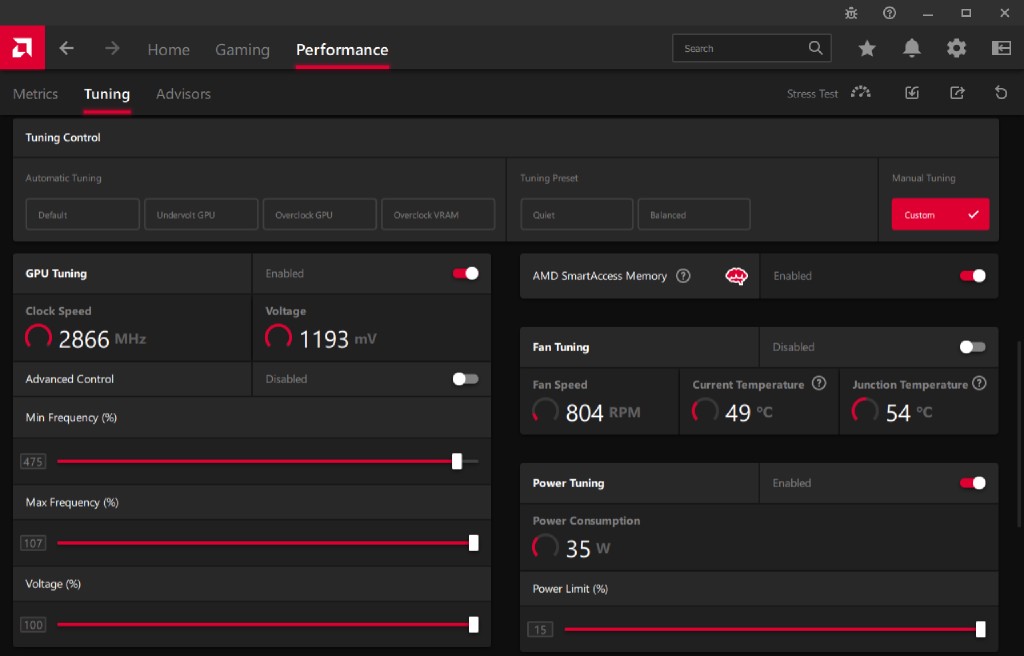 Home Gaming Performance Search
Metrics Tuning Advisors Stress Test
Tuning Control
Automatic Tuning
Default Undervolt GPU Overclock GPU Overclock VRAM
Tuning Preset
Quiet Balanced
Manual Tuning
Custom
GPU Tuning Enabled
Clock Speed
2866 MHz
Voltage
1193 mV
Advanced Control Disabled
Min Frequency (%)
475
Max Frequency (%)
107
Voltage (%)
100
AMD SmartAccess Memory ? Enabled
Fan Tuning Disabled
Fan Speed
804 RPM
Current Temperature ?
49 °C
Junction Temperature ?
54 °C
Power Tuning Enabled
Power Consumption
35 W
Power Limit (%)
15